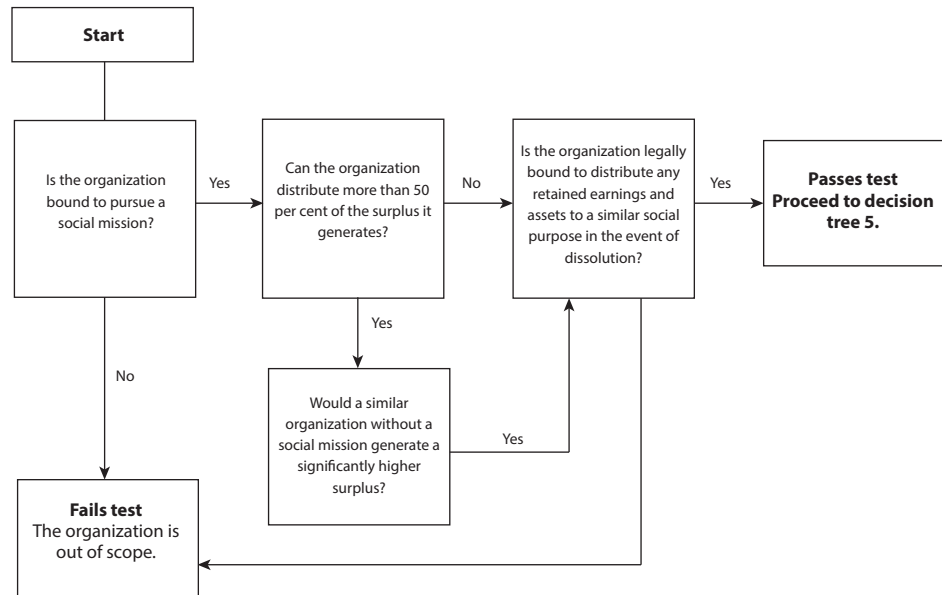 Start
Is the organization
bound to pursue a
social mission?
Yes
Can the organization
distribute more than 50
per cent of the surplus it
generates?
No
Is the organization legally
bound to distribute any
retained earnings and
assets to a similar social
purpose in the event of
dissolution?
Yes
Passes test
Proceed to decision
tree 5.
Yes
No
Would a similar
organization without a
social mission generate a
significantly higher
surplus?
Yes
Fails test
The organization is
out of scope.